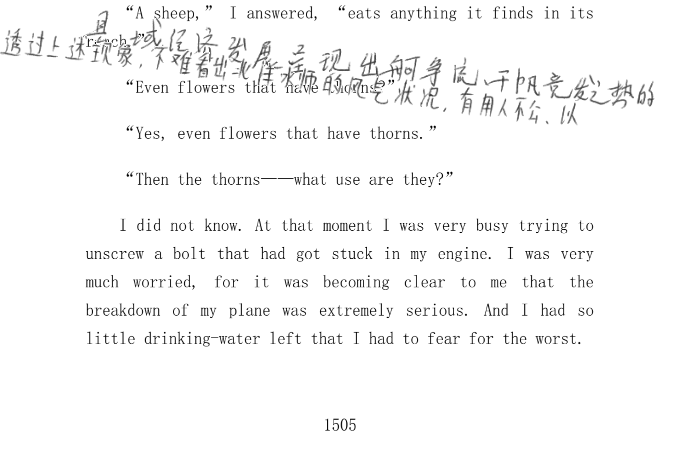 “A sheep,” I answered, “eats anything it finds in its
reach.”
且域经济发展呈现出舸争流、千帆竞发之势的
透过上述现象，不难看出
状况，有用人不公、以
“Even flowers that have thorns?”
“Yes, even flowers that have thorns.”
“Then the thorns——what use are they?”
I did not know. At that moment I was very busy trying to
unscrew a bolt that had got stuck in my engine. I was very
much worried, for it was becoming clear to me that the
breakdown of my plane was extremely serious. And I had so
little drinking-water left that I had to fear for the worst.
1505